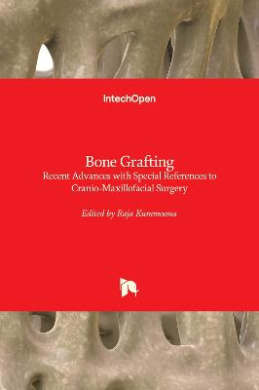 IntechOpen
Bone Grafting
Recent Advances with Special References to
Cranio-Maxillofacial Surgery
Edited by Raja Kummoona